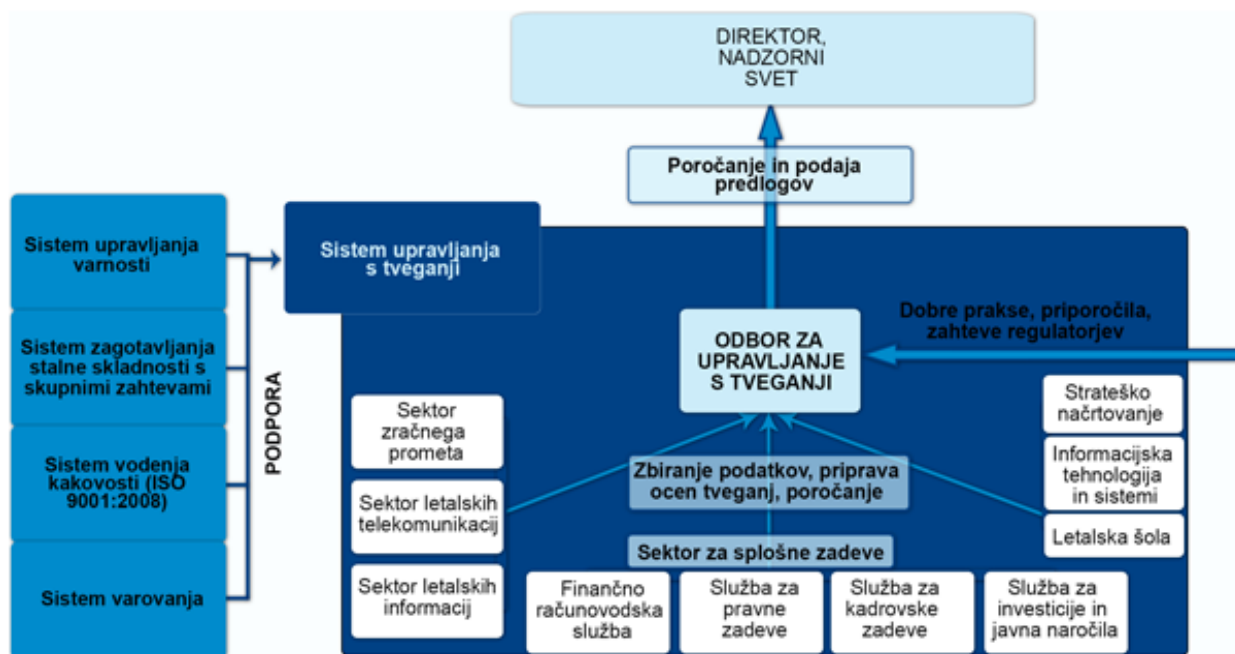 DIREKTOR,
NADZORNI
SVET
Poročanje in podaja
predlogov
Sistem upravljanja
varnosti
Sistem zagotavljanja
stalne skladnosti s
skupnimi zahtevami
Sistem vodenja
kakovosti (ISO
9001:2008)
Sistem varovanja
PODPORA
Sistem upravljanja
s tveganji
ODBOR ZA
UPRAVLJANJE
S TVEGANJI
Dobre prakse, priporočila,
zahteve regulatorjev
Sektor
zračnega
prometa
Sektor letalskih
telekomunikacij
Sektor letalskih
informacij
Zbiranje podatkov, priprava
ocen tveganj, poročanje
Strateško
načrtovanje
Informacijska
tehnologija
in sistemi
Letalska šola
Sektor za splošne zadeve
Finančno
računovodska
služba
Služba za
pravne
zadeve
Služba za
kadrovske
zadeve
Služba za
investicije in
javna naročila